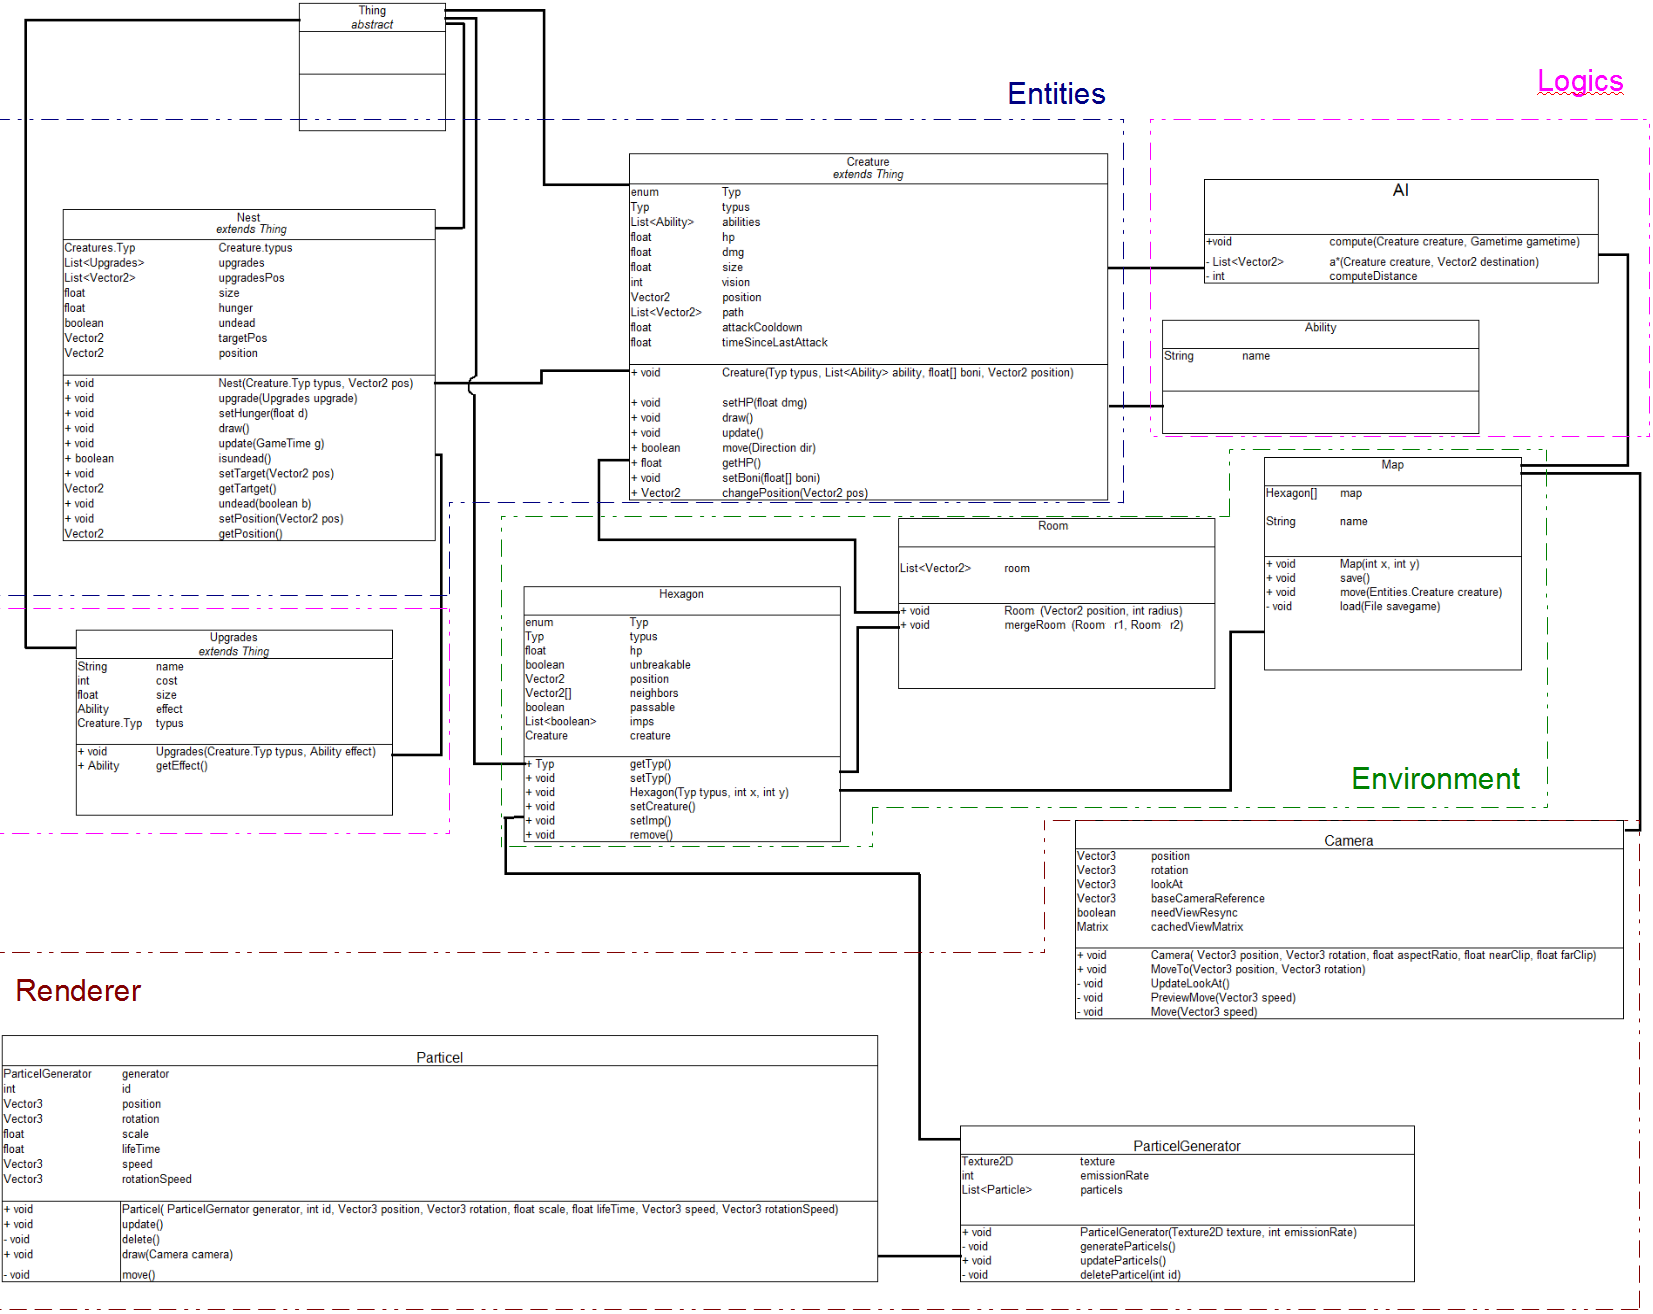 Thing
abstract
Entities
Logics
Creature
extends Thing
enum Typ
Typ typus
List<Ability> abilities
float hp
float dmg
float size
int vision
Vector2 position
List<Vector2> path
float attackCooldown
float timeSinceLastAttack
+ void Creature(Typ typus, List<Ability> ability, float[] boni, Vector2 position)
+ void setHP(float dmg)
+ void draw()
+ void update()
+ boolean move(Direction dir)
+ float getHP()
+ void setBoni(float[] boni)
+ Vector2 changePosition(Vector2 pos)
AI
+void compute(Creature creature, Gametime gametime)
- List<Vector2> a*(Creature creature, Vector2 destination)
- int computeDistance
Ability
String name
Nest
extends Thing
Creatures.Typ Creature.typus
List<Upgrades> upgrades
List<Vector2> upgradesPos
float size
float hunger
boolean undead
Vector2 targetPos
Vector2 position
+ void Nest(Creature.Typ typus, Vector2 pos)
+ void upgrade(Upgrades upgrade)
+ void setHunger(float d)
+ void draw()
+ void update(GameTime g)
+ boolean isundead()
+ void setTarget(Vector2 pos)
Vector2 getTartget()
+ void undead(boolean b)
+ void setPosition(Vector2 pos)
Vector2 getPosition()
Map
Hexagon[] map
String name
+ void Map(int x, int y)
+ void save()
+ void move(Entities.Creature creature)
- void load(File savegame)
Room
List<Vector2> room
+ void Room (Vector2 position, int radius)
+ void mergeRoom (Room r1, Room r2)
Hexagon
enum Typ
Typ typus
float hp
boolean unbreakable
Vector2 position
Vector2[] neighbors
boolean passable
List<boolean> imps
Creature creature
+ Typ getTyp()
+ void setTyp()
+ void Hexagon(Typ typus, int x, int y)
+ void setCreature()
+ void setImp()
+ void remove()
Upgrades
extends Thing
String name
int cost
float size
Ability effect
Creature.Typ typus
+ void Upgrades(Creature.Typ typus, Ability effect)
+ Ability getEffect()
Environment
Camera
Vector3 position
Vector3 rotation
Vector3 lookAt
Vector3 baseCameraReference
boolean needViewResync
Matrix cachedViewMatrix
+ void Camera( Vector3 position, Vector3 rotation, float aspectRatio, float nearClip, float farClip)
+ void MoveTo(Vector3 position, Vector3 rotation)
- void UpdateLookAt()
- void PreviewMove(Vector3 speed)
- void Move(Vector3 speed)
Renderer
Particel
ParticelGenerator generator
int id
Vector3 position
Vector3 rotation
float scale
float lifeTime
Vector3 speed
Vector3 rotationSpeed
+ void Particel( ParticelGernator generator, int id, Vector3 position, Vector3 rotation, float scale, float lifeTime, Vector3 speed, Vector3 rotationSpeed)
+ void update()
- void delete()
+ void draw(Camera camera)
- void move()
ParticelGenerator
Texture2D texture
int emissionRate
List<Particle> particels
+ void ParticelGenerator(Texture2D texture, int emissionRate)
- void generateParticels()
+ void updateParticels()
- void deleteParticel(int id)